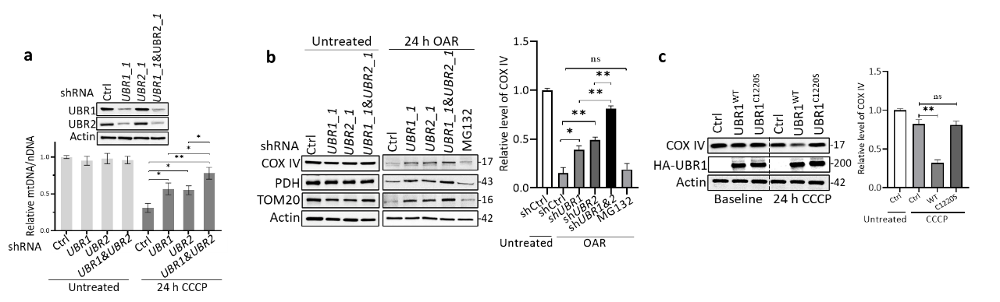 a
shRNA
Ctrl
UBR1_1
UBR2_1
UBR1_1&UBR2_1
UBR1
UBR2
Actin
Relative mtDNA/nDNA
1.0
0.5
0.0
*
*
**
*
*
shRNA
Ctrl
UBR1
UBR2
UBR1&UBR2
Ctrl
UBR1
UBR2
UBR1&UBR2
Untreated
24 h CCCP
b
Untreated
24 h OAR
shRNA
Ctrl
UBR1_1
UBR2_1
UBR1_1&UBR2_1
Ctrl
UBR1_1
UBR2_1
UBR1_1&UBR2_1
MG132
COX IV
-17
PDH
-43
TOM20
-16
Actin
-42
Relative level of COX IV
1.5
1.0
0.5
0.0
ns
**
**
**
*
shCtrl
shCtrl
shUBR1
shUBR2
shUBR1&2
MG132
Untreated
OAR
c
Ctrl
UBR1WT
UBR1C1220S
Ctrl
UBR1WT
UBR1C1220S
COX IV
-17
HA-UBR1
-200
Actin
-42
Baseline
24 h CCCP
Relative level of COX IV
1.5
1.0
0.5
0.0
ns
**
Ctrl
Ctrl
WT
C1220S
Untreated
CCCP